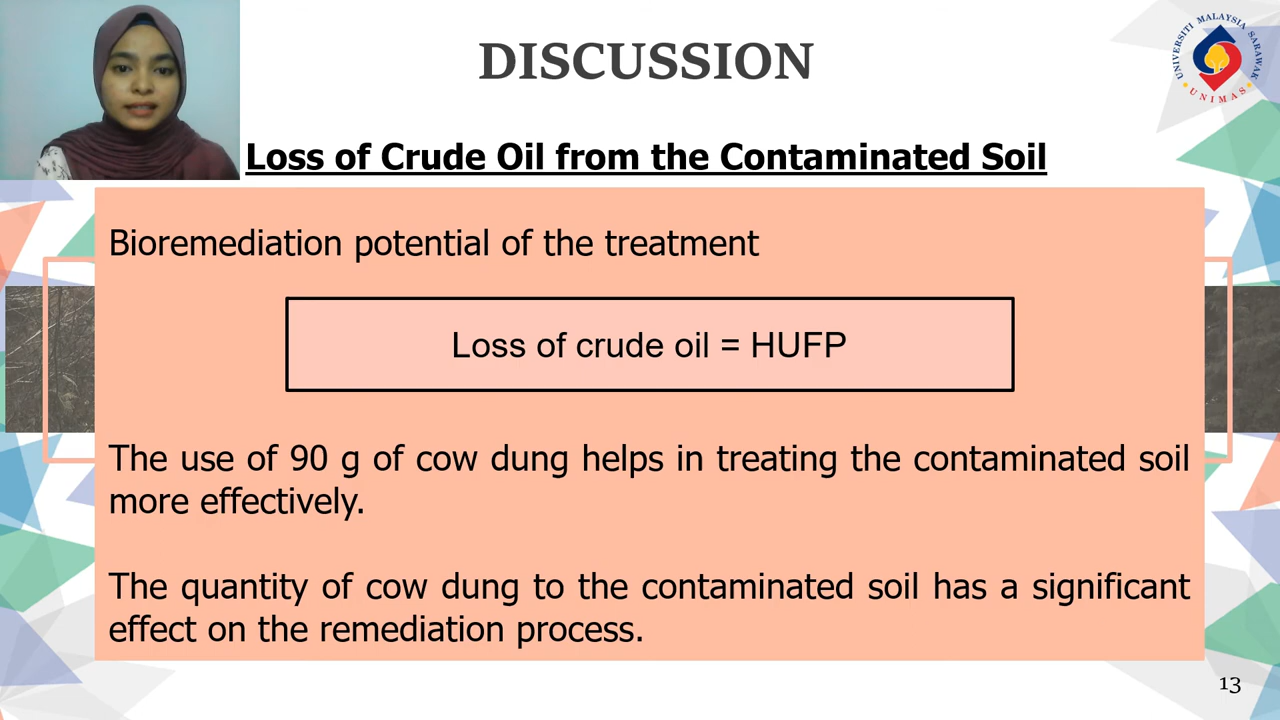 DISCUSSION
UNIVERSITI MALAYSIA SARAWAK
UNIMAS
Loss of Crude Oil from the Contaminated Soil
Bioremediation potential of the treatment
Loss of crude oil = HUFP
The use of 90 g of cow dung helps in treating the contaminated soil
more effectively.
The quantity of cow dung to the contaminated soil has a significant
effect on the remediation process.
13